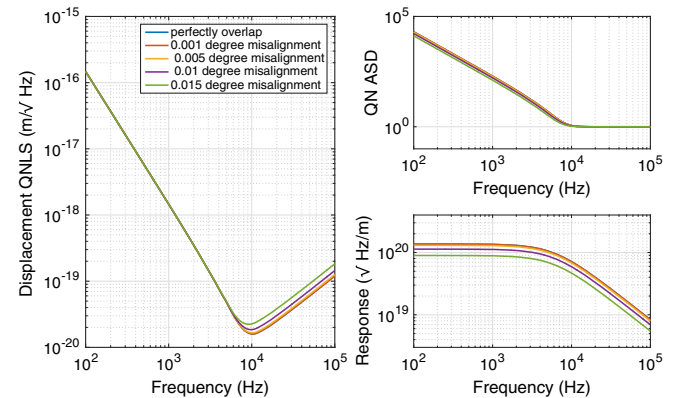 Displacement QNLS (m/√ Hz)
10^-15
10^-16
10^-17
10^-18
10^-19
10^-20
perfectly overlap
0.001 degree misalignment
0.005 degree misalignment
0.01 degree misalignment
0.015 degree misalignment
10^2
10^3
10^4
10^5
Frequency (Hz)
QN ASD
10^5
10^0
10^2
10^3
10^4
10^5
Frequency (Hz)
Response (√ Hz/m)
10^20
10^19
10^2
10^3
10^4
10^5
Frequency (Hz)